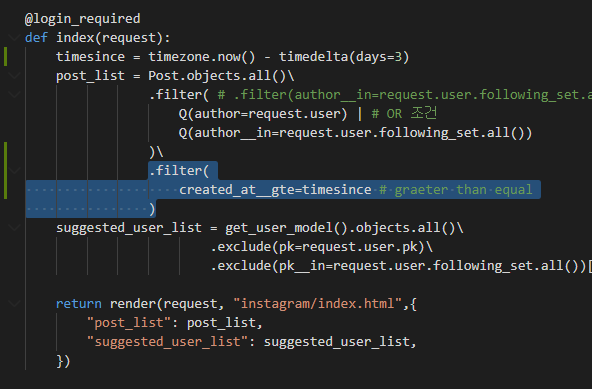 @login_required
def index(request):
    timesince = timezone.now() - timedelta(days=3)
    post_list = Post.objects.all()\
                .filter( # .filter(author__in=request.user.following_set.a
                    Q(author=request.user) | # OR 조건
                    Q(author__in=request.user.following_set.all())
                )\
                .filter(
                    created_at__gte=timesince # graeter than equal
                )
    suggested_user_list = get_user_model().objects.all()\
                        .exclude(pk=request.user.pk)\
                        .exclude(pk__in=request.user.following_set.all())[
    return render(request, "instagram/index.html",{
        "post_list": post_list,
        "suggested_user_list": suggested_user_list,
    })